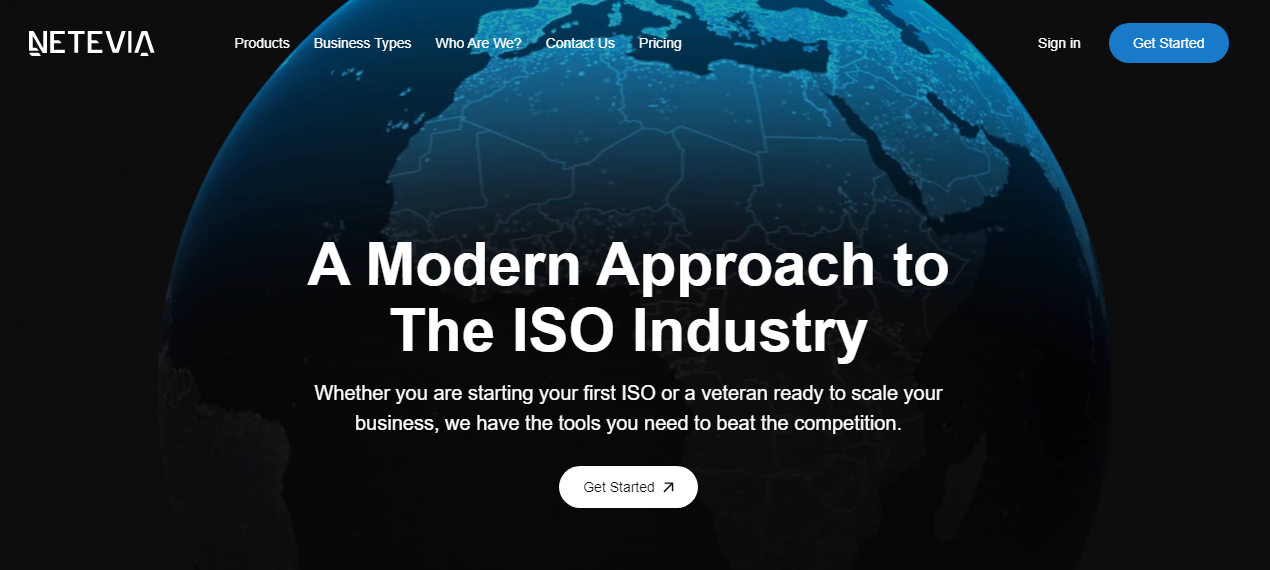 NETEVIA
Products Business Types Who Are We? Contact Us Pricing Sign in Get Started
A Modern Approach to
The ISO Industry
Whether you are starting your first ISO or a veteran ready to scale your
business, we have the tools you need to beat the competition.
Get Started